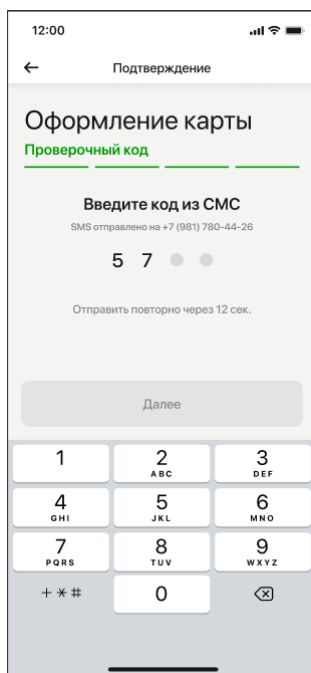 12:00
Подтверждение
Оформление карты
Проверочный код
Введите код из СМС
SMS отправлено на +7 (981) 780-44-26
5 7
Отправить повторно через 12 сек.
Далее
1 2 3
ABC DEF
4 5 6
GHI JKL MNO
7 8 9
PQRS TUV WXYZ
+ * # 0